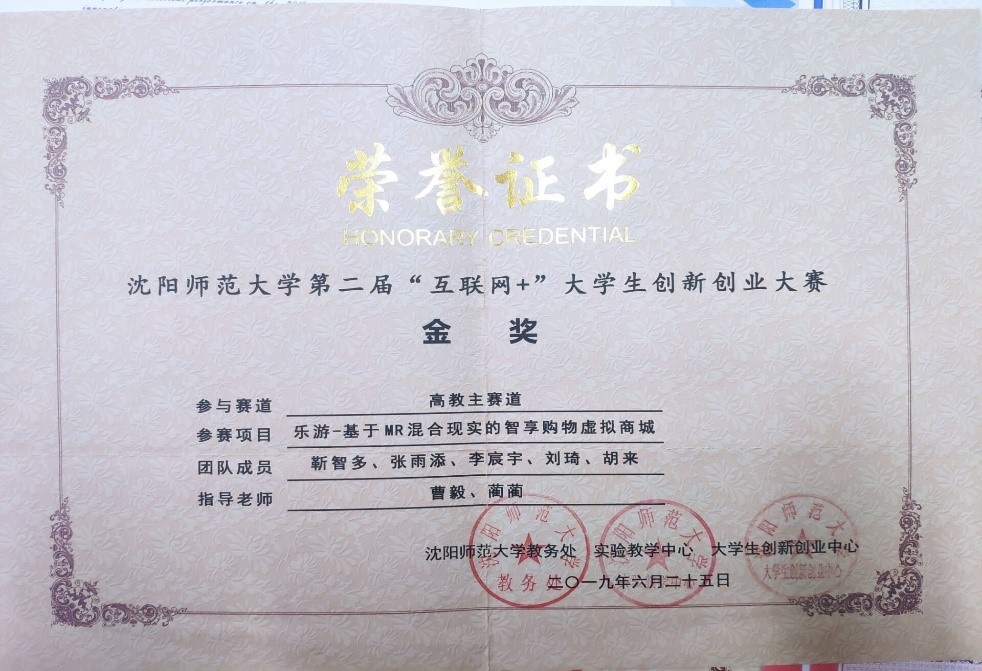 荣誉证书
HONORARY CREDENTIAL
沈阳师范大学第二届“互联网+”大学生创新创业大赛
金 奖
参与赛道 高教主赛道
参赛项目 乐游-基于MR混合现实的智享购物虚拟商城
团队成员 靳智多、张雨添、李宸宇、刘琦、胡来
指导老师 曹毅、蔺蔺
沈阳师范大学教务处 实验教学中心 大学生创新创业中心
二〇一九年六月二十五日
沈阳师范大学
教务处
沈阳师范大学
沈阳师范大学
大学生创新创业中心